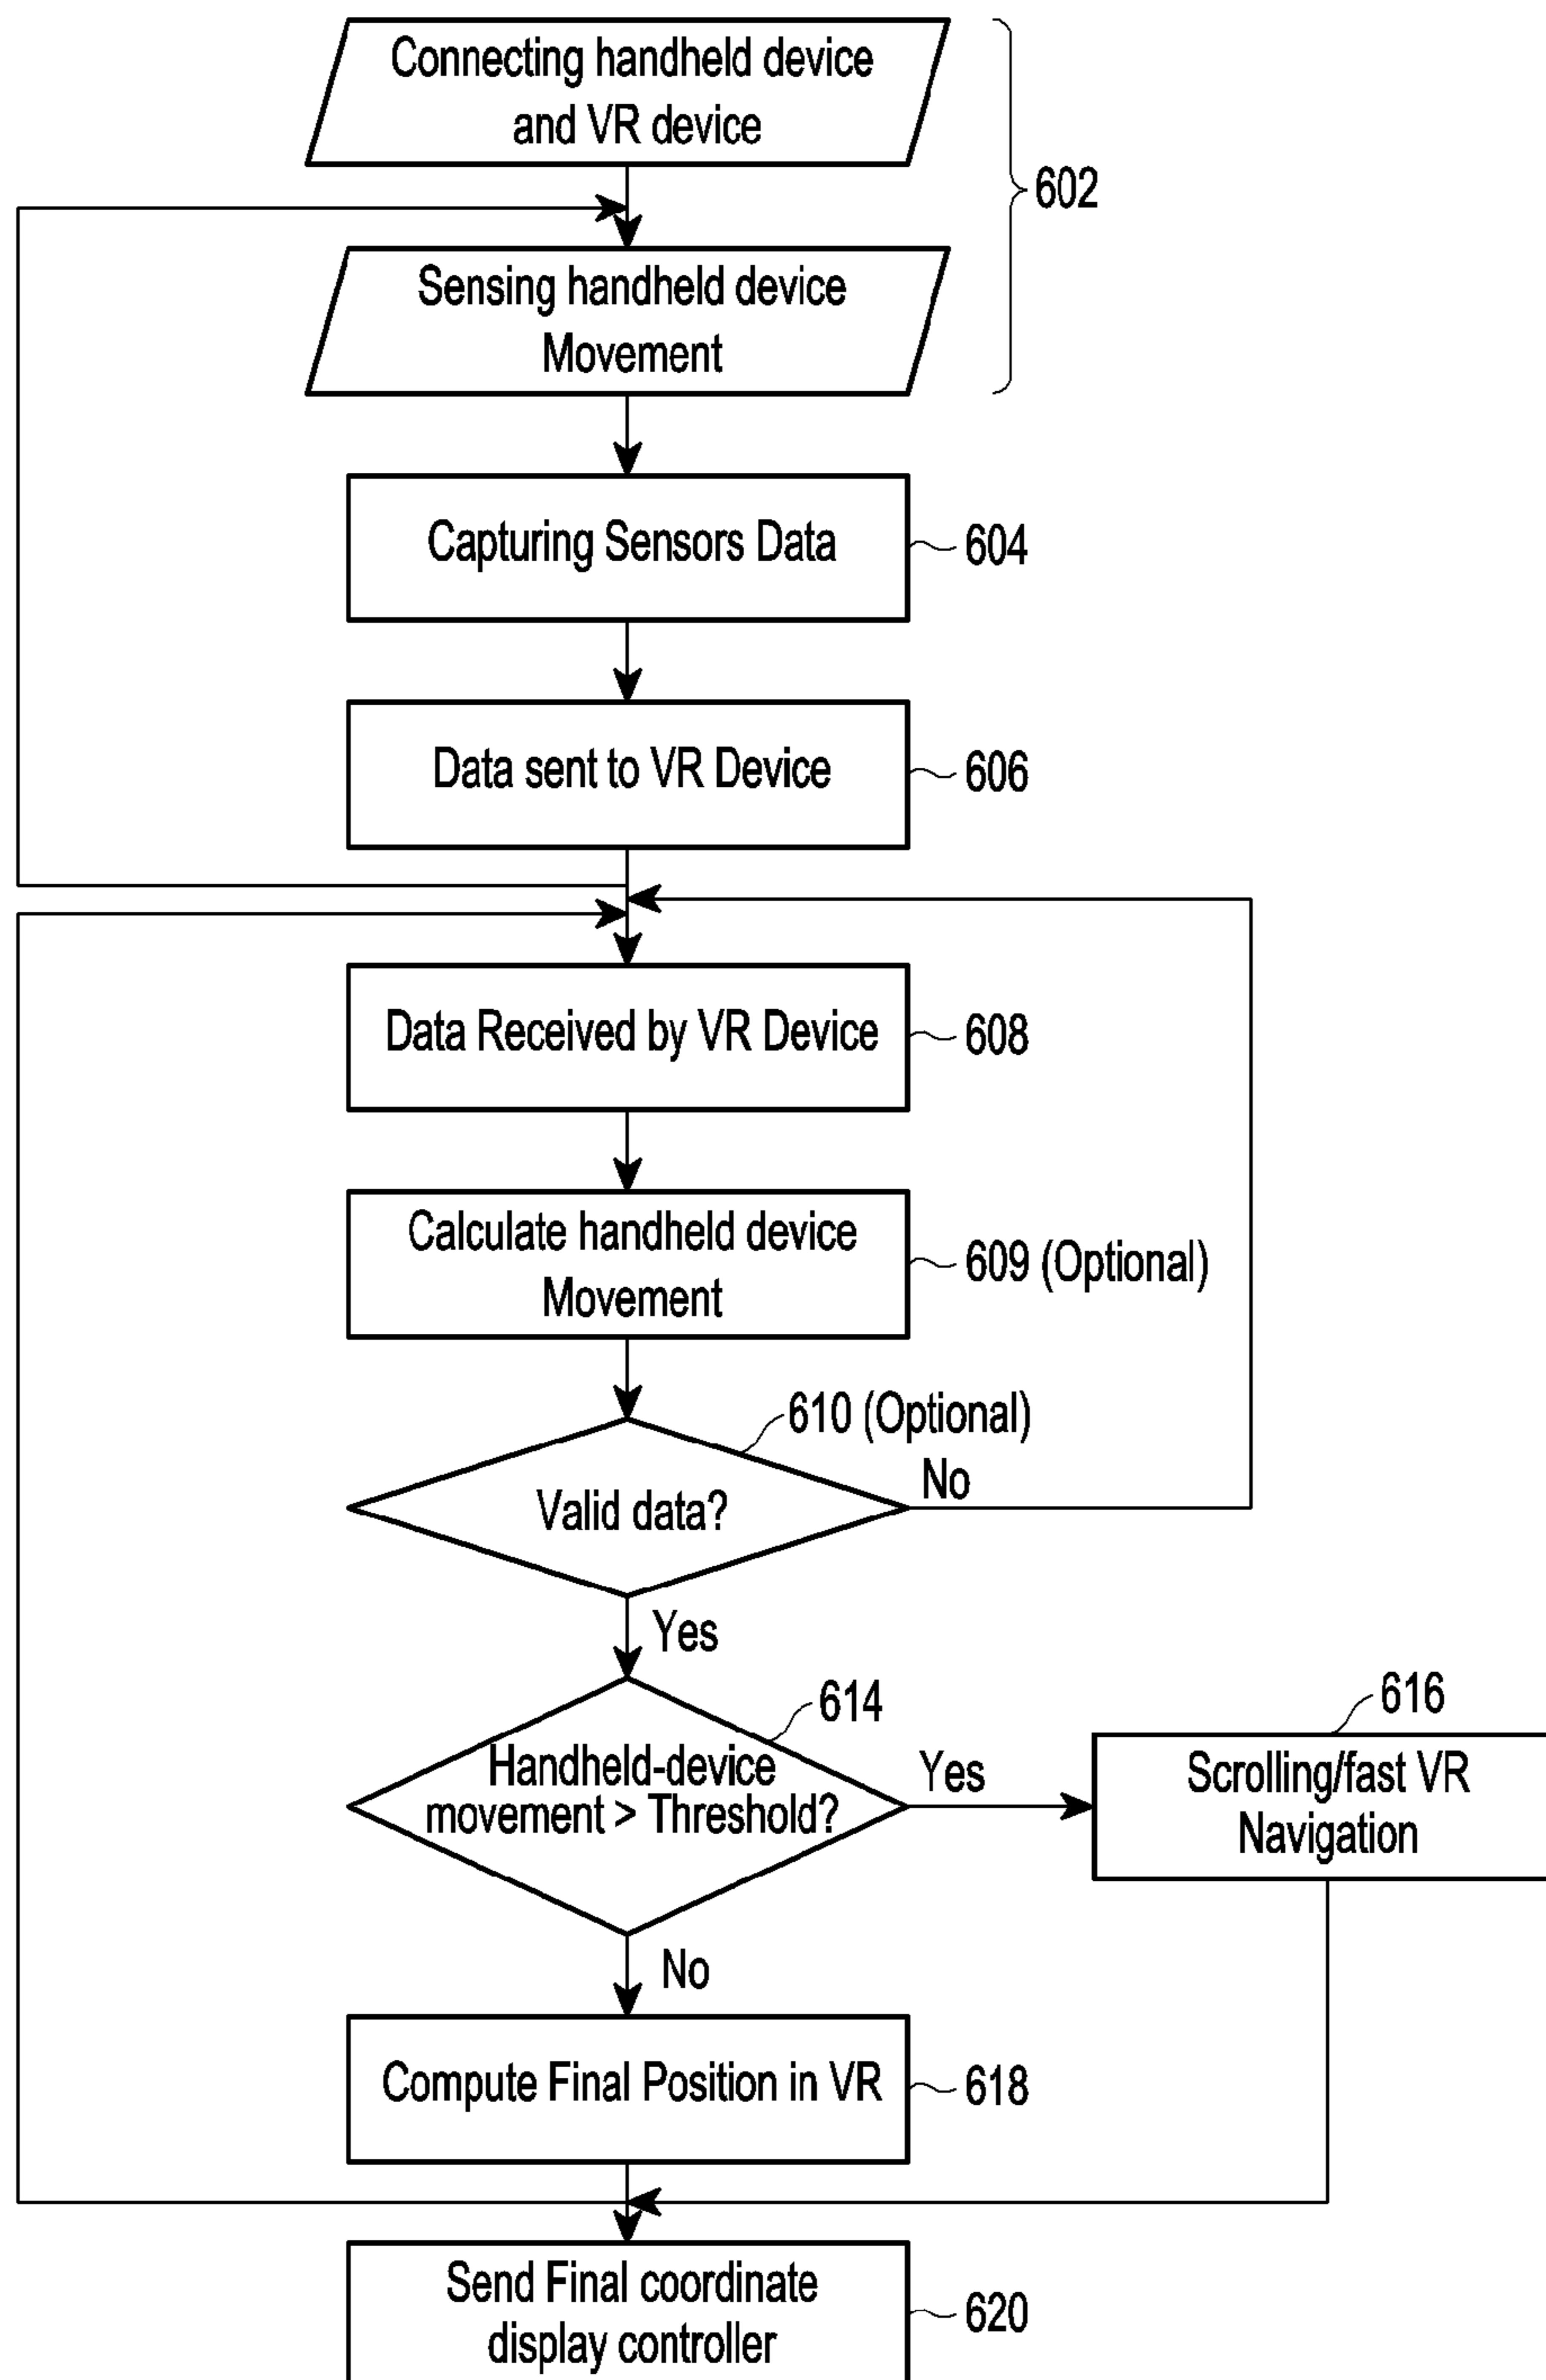 Connecting handheld device
and VR device
602
Sensing handheld device
Movement
Capturing Sensors Data
604
Data sent to VR Device
606
Data Received by VR Device
608
Calculate handheld device
Movement
609 (Optional)
610 (Optional)
Valid data?
No
Yes
614
Handheld-device
movement > Threshold?
Yes
616
Scrolling/fast VR
Navigation
No
Compute Final Position in VR
618
Send Final coordinate
display controller
620